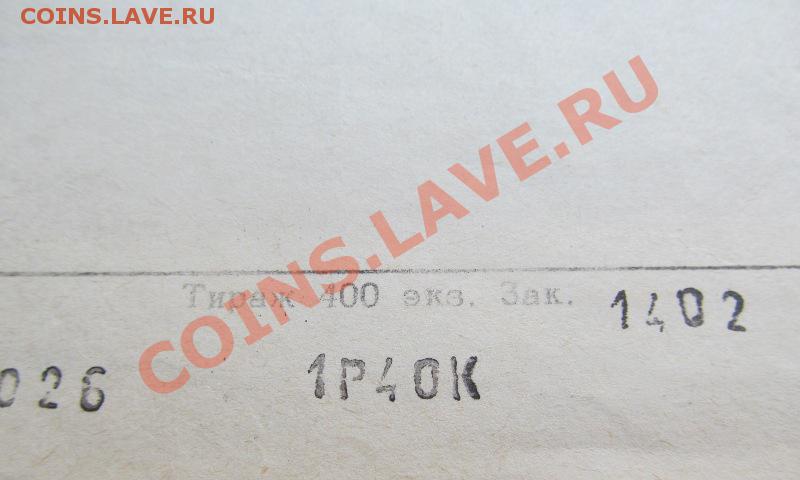 COINS.LAVE.RU
COINS.LAVE.RU
Тираж 400 экз. Зак. 1402
026 1Р40К